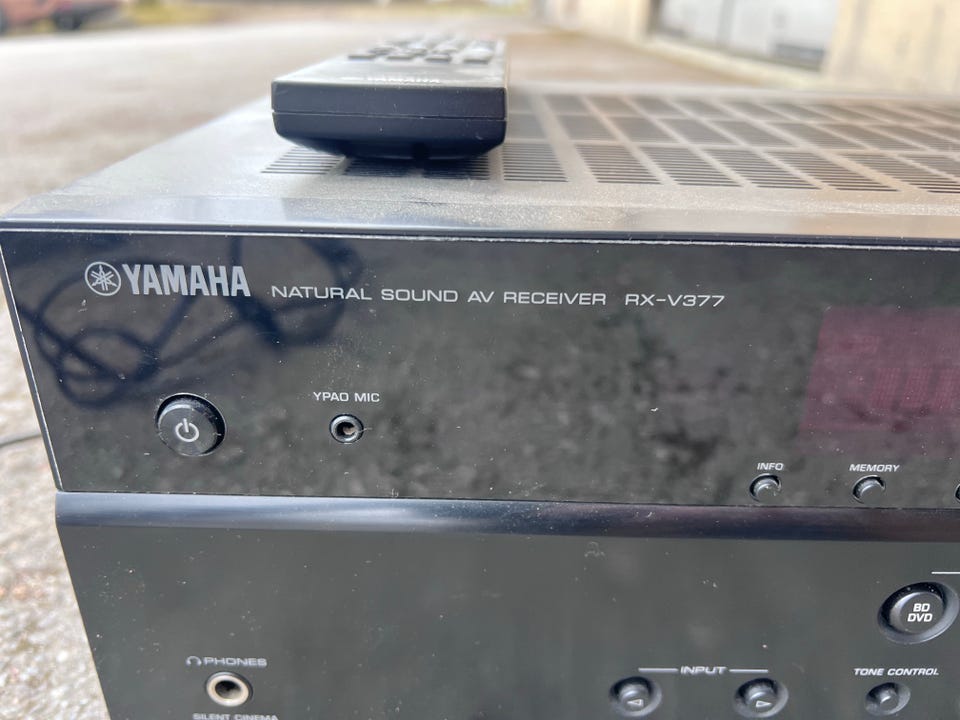 YAMAHA
YAMAHA NATURAL SOUND AV RECEIVER RX-V377
YPAO MIC
INFO MEMORY
BD
DVD
PHONES
INPUT
TONE CONTROL
SILENT CINEMA